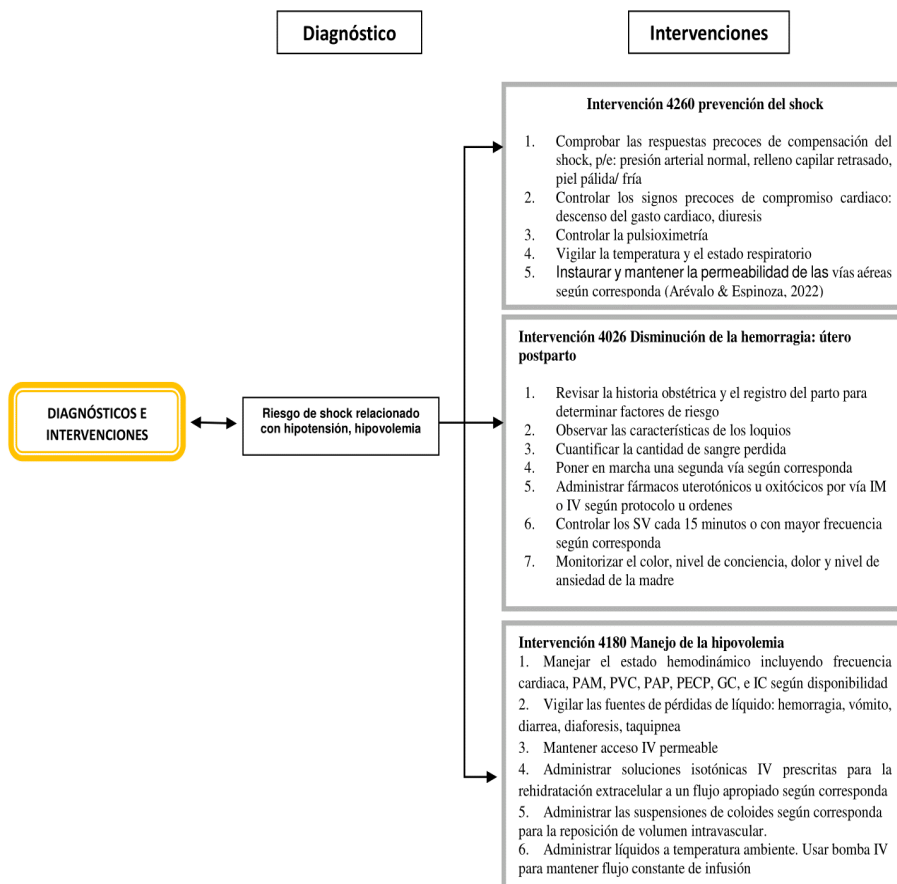 Diagnóstico
Intervenciones
DIAGNÓSTICOS E
INTERVENCIONES
Riesgo de shock relacionado
con hipotensión, hipovolemia
Intervención 4260 prevención del shock
1. Comprobar las respuestas precoces de compensación del
shock, p/e: presión arterial normal, relleno capilar retrasado,
piel pálida/ fría
2. Controlar los signos precoces de compromiso cardiaco:
descenso del gasto cardiaco, diuresis
3. Controlar la pulsioximetría
4. Vigilar la temperatura y el estado respiratorio
5. Instaurar y mantener la permeabilidad de las vías aéreas
según corresponda (Arévalo & Espinoza, 2022)
Intervención 4026 Disminución de la hemorragia: útero
postparto
1. Revisar la historia obstétrica y el registro del parto para
determinar factores de riesgo
2. Observar las características de los loquios
3. Cuantificar la cantidad de sangre perdida
4. Poner en marcha una segunda vía según corresponda
5. Administrar fármacos uterotónicos u oxitócicos por vía IM
o IV según protocolo u ordenes
6. Controlar los SV cada 15 minutos o con mayor frecuencia
según corresponda
7. Monitorizar el color, nivel de conciencia, dolor y nivel de
ansiedad de la madre
Intervención 4180 Manejo de la hipovolemia
1. Manejar el estado hemodinámico incluyendo frecuencia
cardiaca, PAM, PVC, PAP, PECP, GC, e IC según disponibilidad
2. Vigilar las fuentes de pérdidas de líquido: hemorragia, vómito,
diarrea, diaforesis, taquipnea
3. Mantener acceso IV permeable
4. Administrar soluciones isotónicas IV prescritas para la
rehidratación extracelular a un flujo apropiado según corresponda
5. Administrar las suspensiones de coloides según corresponda
para la reposición de volumen intravascular.
6. Administrar líquidos a temperatura ambiente. Usar bomba IV
para mantener flujo constante de infusión